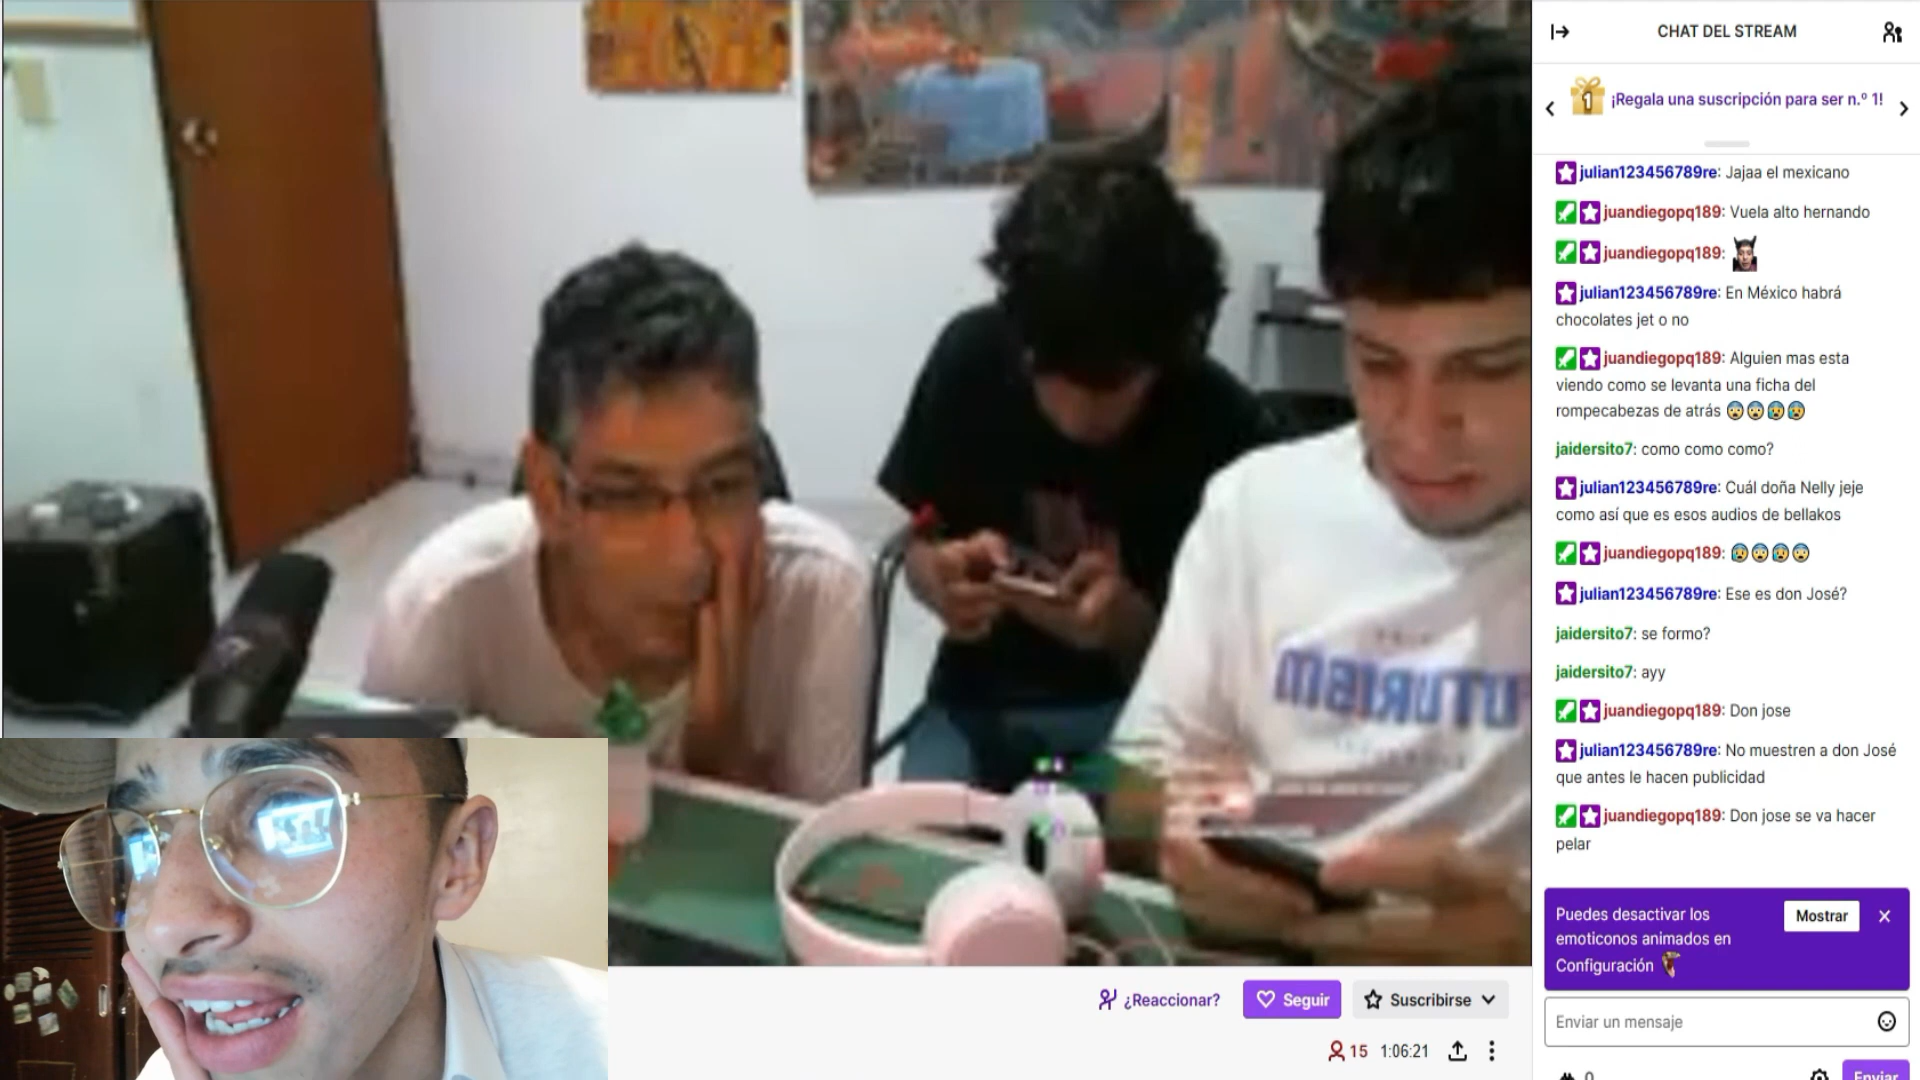 CHAT DEL STREAM
1
¡Regala una suscripción para ser n.º 1!
julian123456789re: Jajaa el mexicano
juandiegopq189: Vuela alto hernando
juandiegopq189:
julian123456789re: En México habrá
chocolates jet o no
juandiegopq189: Alguien mas esta
viendo como se levanta una ficha del
rompecabezas de atrás 😨😨😰😰
jaidersito7: como como como?
julian123456789re: Cuál doña Nelly jeje
como así que es esos audios de bellakos
juandiegopq189: 😰😨😰😨
julian123456789re: Ese es don José?
jaidersito7: se formo?
jaidersito7: ayy
juandiegopq189: Don jose
julian123456789re: No muestren a don José
que antes le hacen publicidad
juandiegopq189: Don jose se va hacer
pelar
Puedes desactivar los
emoticonos animados en
Configuración
Mostrar
Enviar un mensaje
0
Enviar
¿Reaccionar?
Seguir
Suscribirse
15
1:06:21
FUTURISM